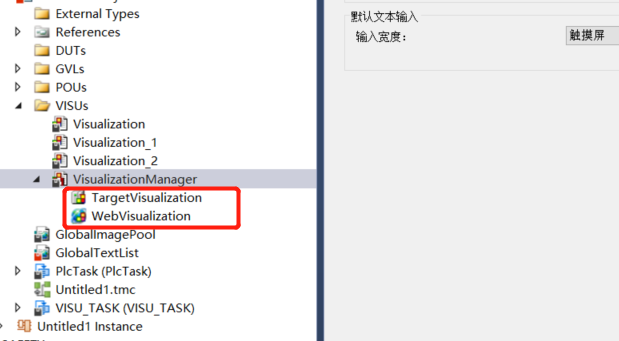 External Types
References
DUTs
GVLs
POUs
VISUs
Visualization
Visualization_1
Visualization_2
VisualizationManager
TargetVisualization
WebVisualization
GlobalImagePool
GlobalTextList
PlcTask (PlcTask)
Untitled1.tmc
VISU_TASK (VISU_TASK)
Untitled1 Instance
默认文本输入
输入宽度：
触摸屏